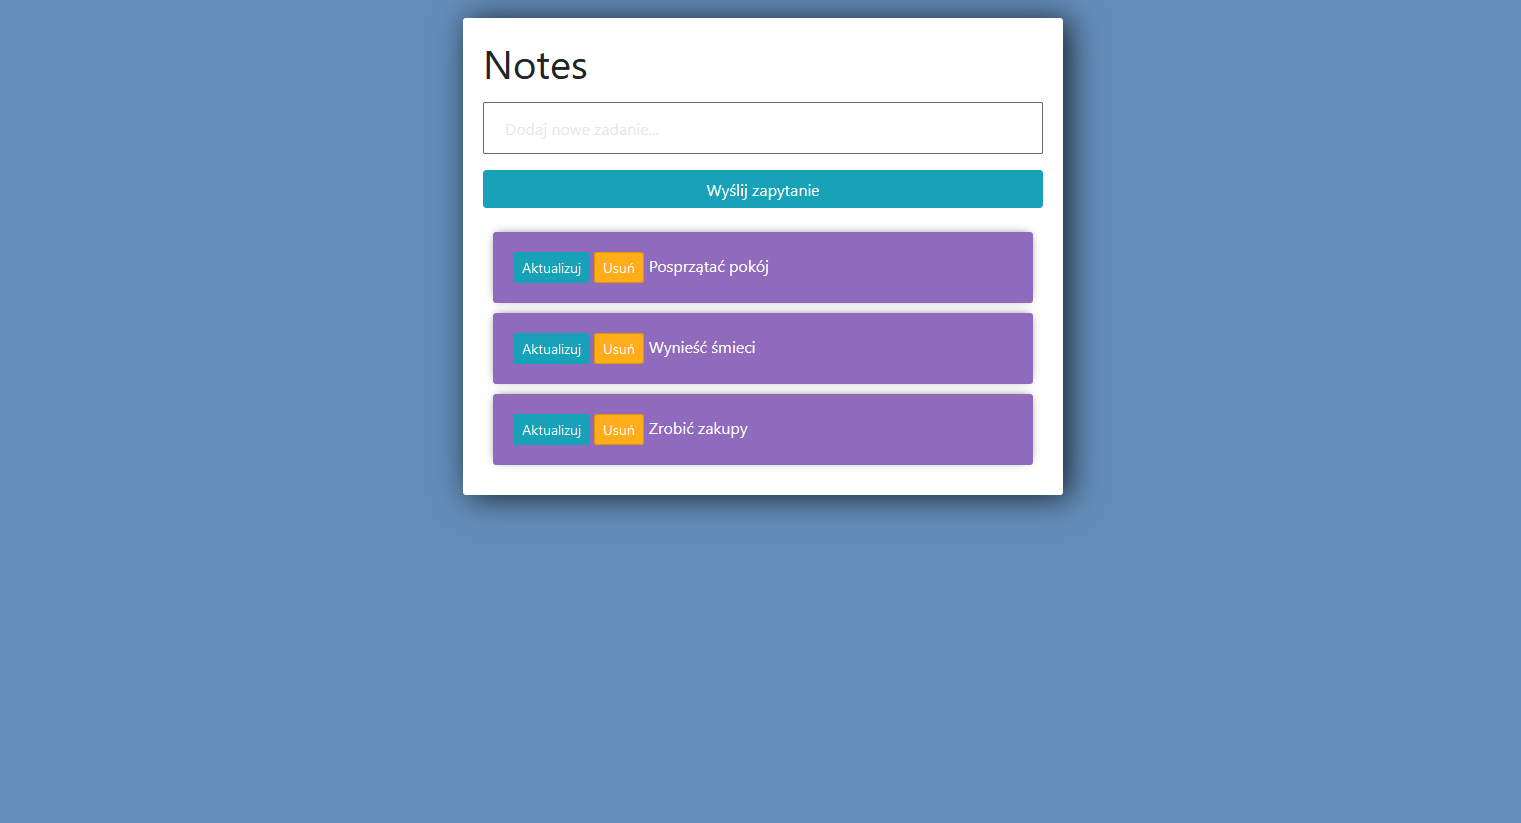 Notes
Dodaj nowe zadanie...
Wyślij zapytanie
Aktualizuj Usuń Posprzątać pokój
Aktualizuj Usuń Wynieść śmieci
Aktualizuj Usuń Zrobić zakupy